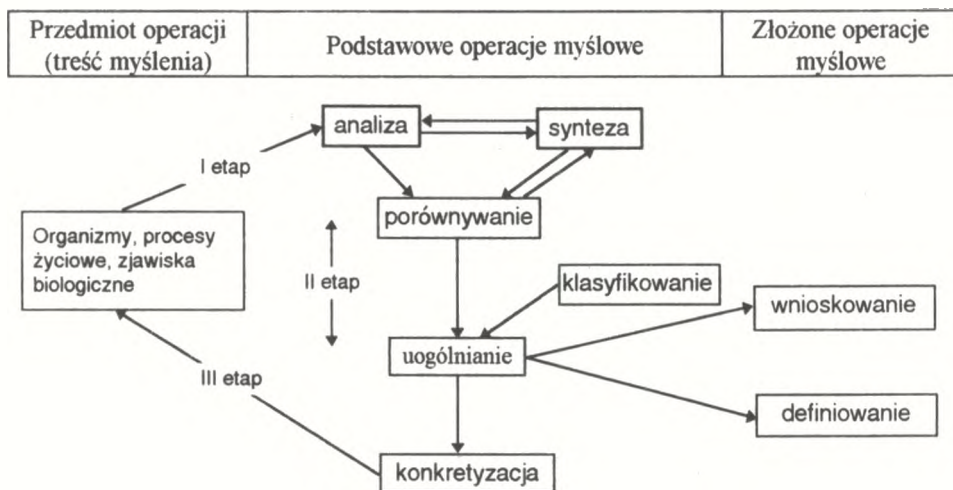 Przedmiot operacji
(treść myślenia)
Podstawowe operacje myślowe
Złożone operacje
myślowe
analiza
synteza
I etap
porównywanie
Organizmy, procesy
życiowe, zjawiska
biologiczne
II etap
klasyfikowanie
wnioskowanie
uogólnianie
III etap
definiowanie
konkretyzacja